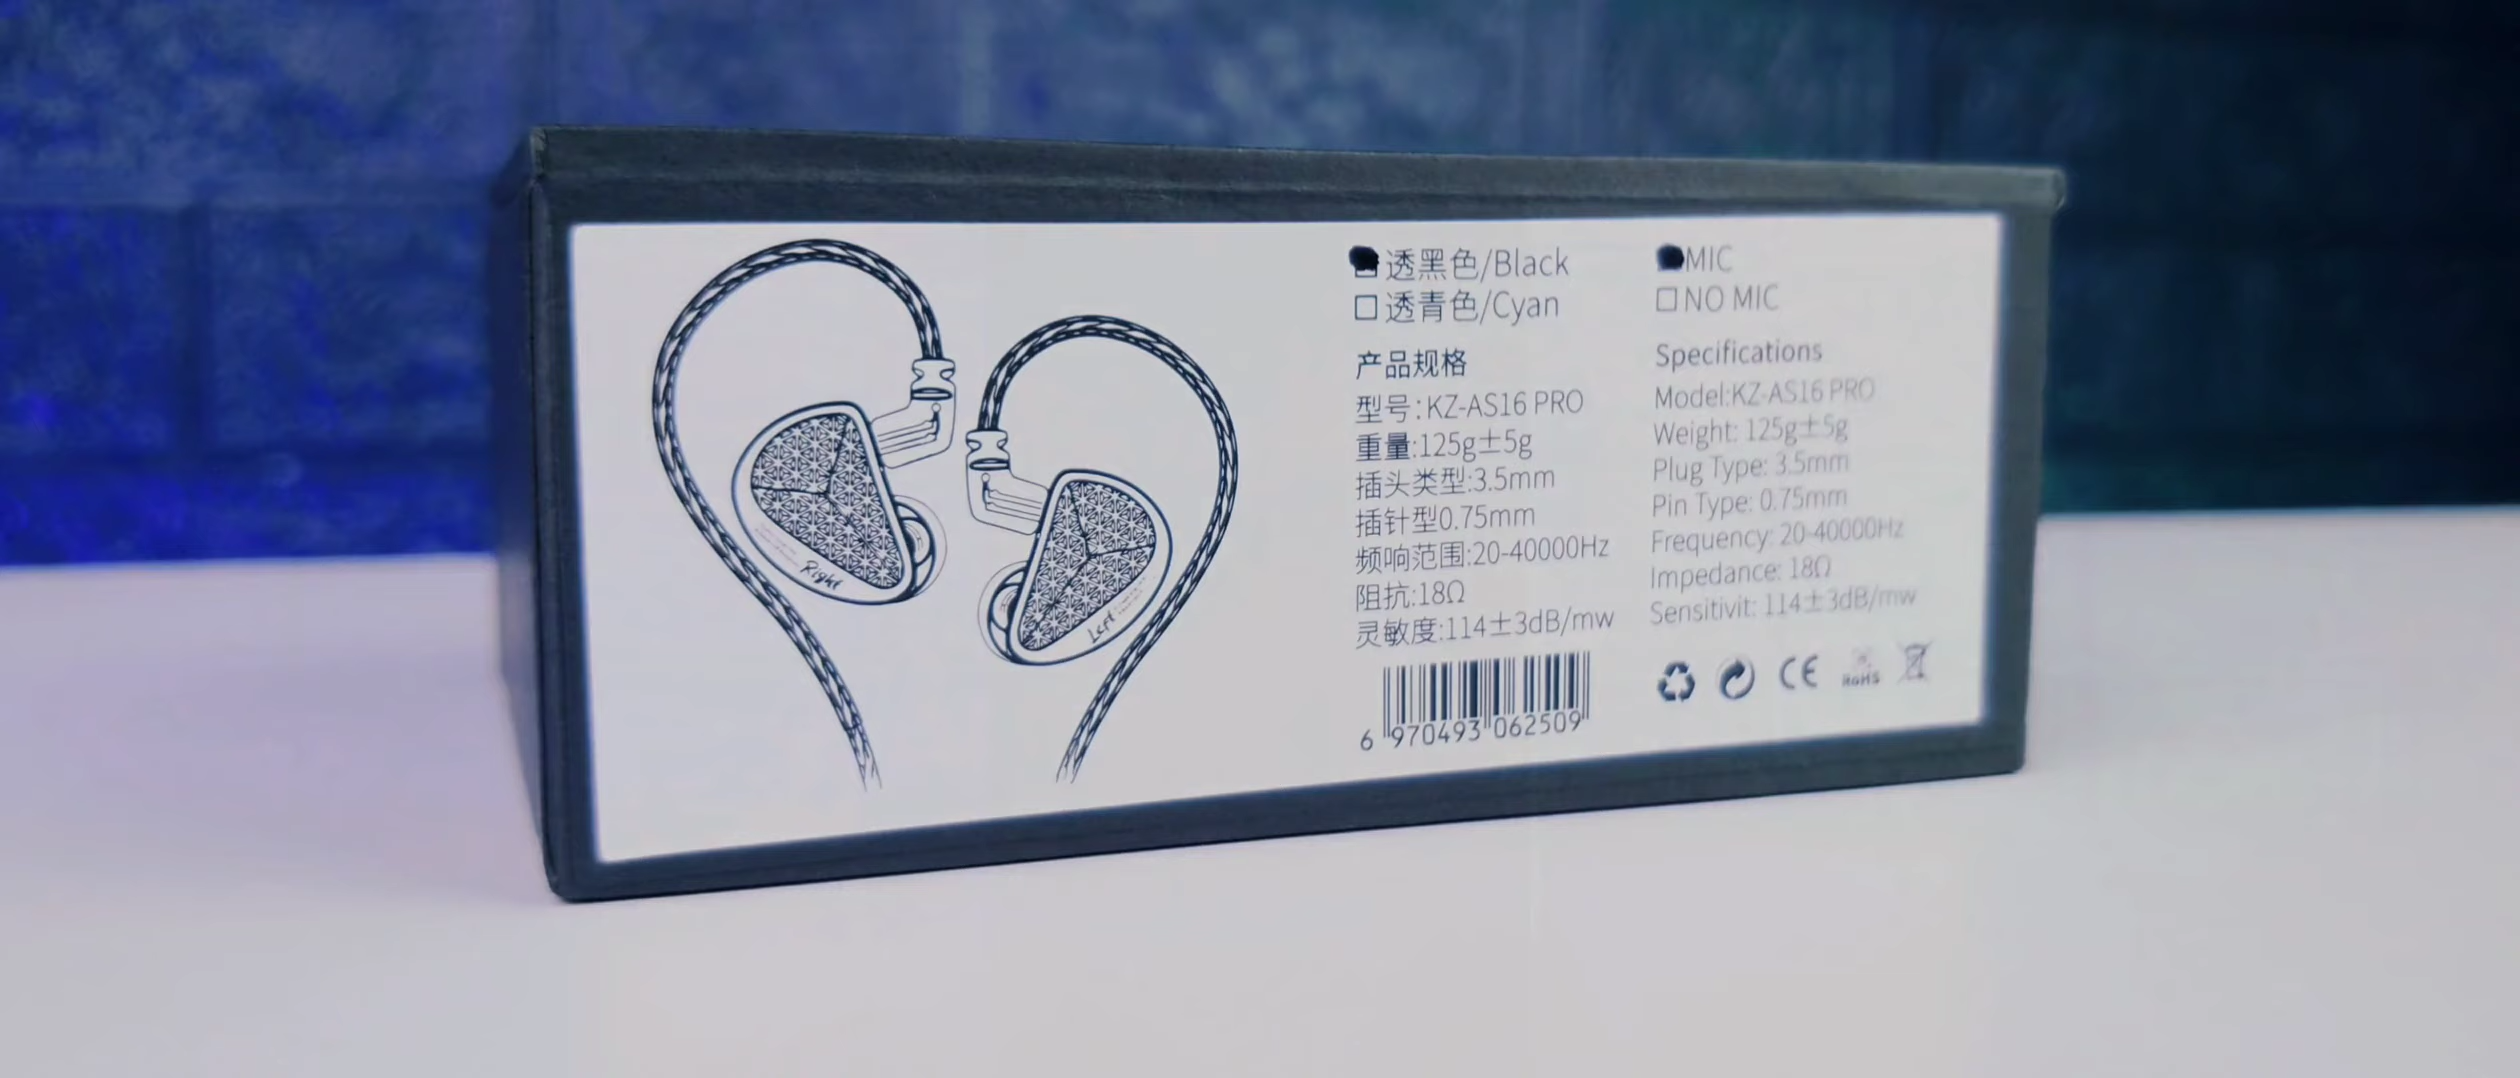 Right
Left
透黑色/Black
透青色/Cyan
产品规格
型号:KZ-AS16 PRO
重量:125g±5g
插头类型:3.5mm
插针型0.75mm
频响范围:20-40000Hz
阻抗:18Ω
灵敏度:114±3dB/mw
6 970493 062509
MIC
NO MIC
Specifications
Model:KZ-AS16 PRO
Weight: 125g±5g
Plug Type: 3.5mm
Pin Type: 0.75mm
Frequency: 20-40000Hz
Impedance: 18Ω
Sensitivit: 114±3dB/mw
CE
RoHS